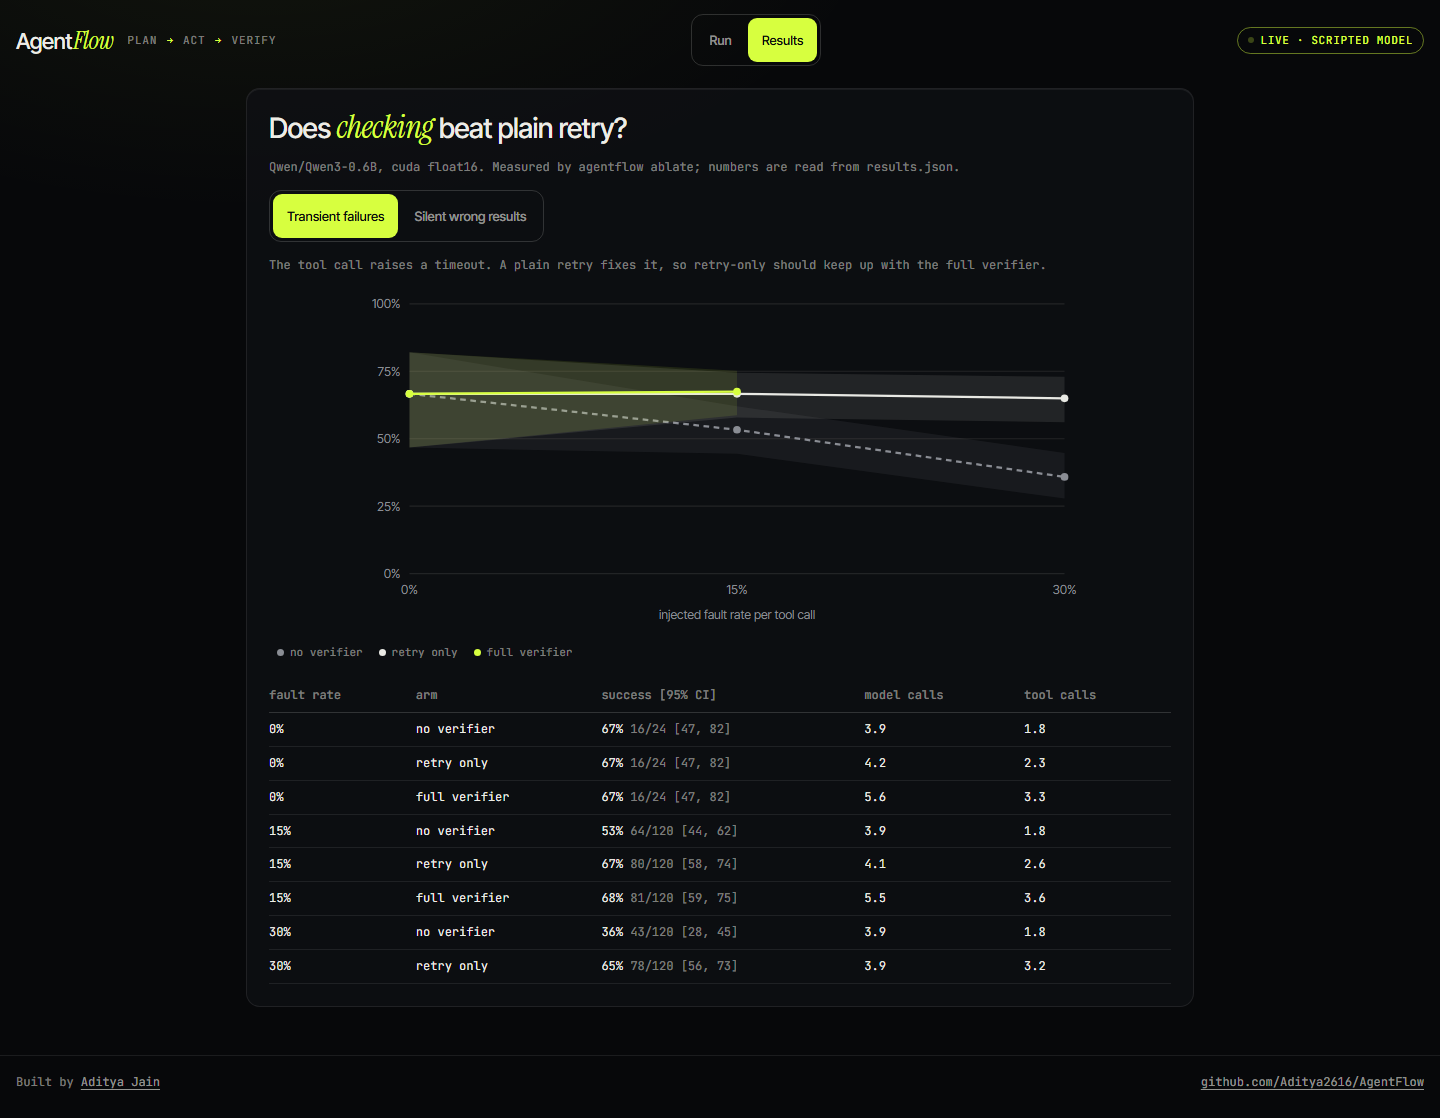 AgentFlow PLAN → ACT → VERIFY
Run Results
LIVE · SCRIPTED MODEL
Does checking beat plain retry?
Qwen/Qwen3-0.6B, cuda float16. Measured by agentflow ablate; numbers are read from results.json.
Transient failures Silent wrong results
The tool call raises a timeout. A plain retry fixes it, so retry-only should keep up with the full verifier.
100%
75%
50%
25%
0%
0% 15% 30%
injected fault rate per tool call
no verifier retry only full verifier
fault rate arm success [95% CI] model calls tool calls
0% no verifier 67% 16/24 [47, 82] 3.9 1.8
0% retry only 67% 16/24 [47, 82] 4.2 2.3
0% full verifier 67% 16/24 [47, 82] 5.6 3.3
15% no verifier 53% 64/120 [44, 62] 3.9 1.8
15% retry only 67% 80/120 [58, 74] 4.1 2.6
15% full verifier 68% 81/120 [59, 75] 5.5 3.6
30% no verifier 36% 43/120 [28, 45] 3.9 1.8
30% retry only 65% 78/120 [56, 73] 3.9 3.2
Built by Aditya Jain
github.com/Aditya2616/AgentFlow